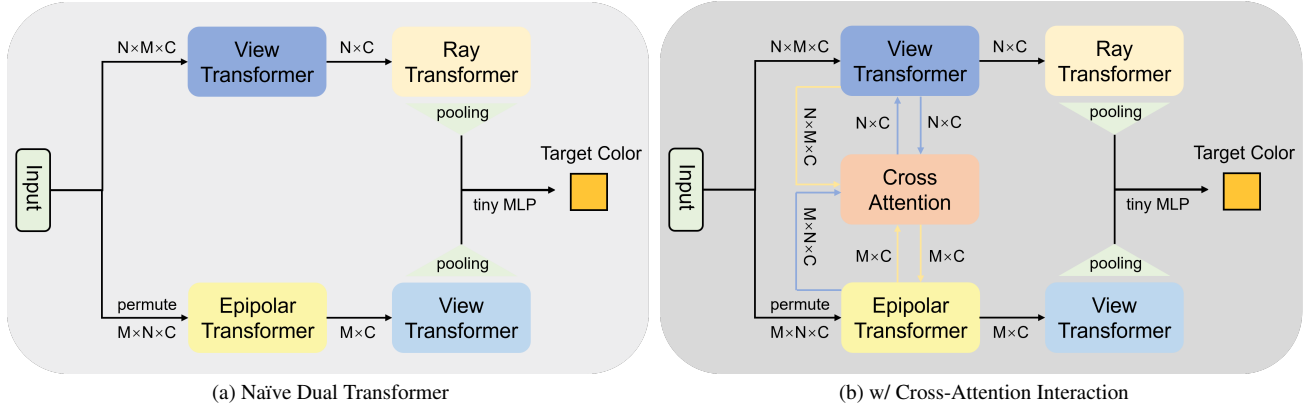 N×M×C
View
Transformer
N×C
Ray
Transformer
pooling
Input
Target Color
tiny MLP
pooling
permute
M×N×C
Epipolar
Transformer
M×C
View
Transformer
(a) Naïve Dual Transformer
N×M×C
View
Transformer
N×C
Ray
Transformer
pooling
N×M×C
N×C
N×C
Input
Cross
Attention
Target Color
tiny MLP
M×N×C
M×C
M×C
pooling
permute
M×N×C
Epipolar
Transformer
M×C
View
Transformer
(b) w/ Cross-Attention Interaction